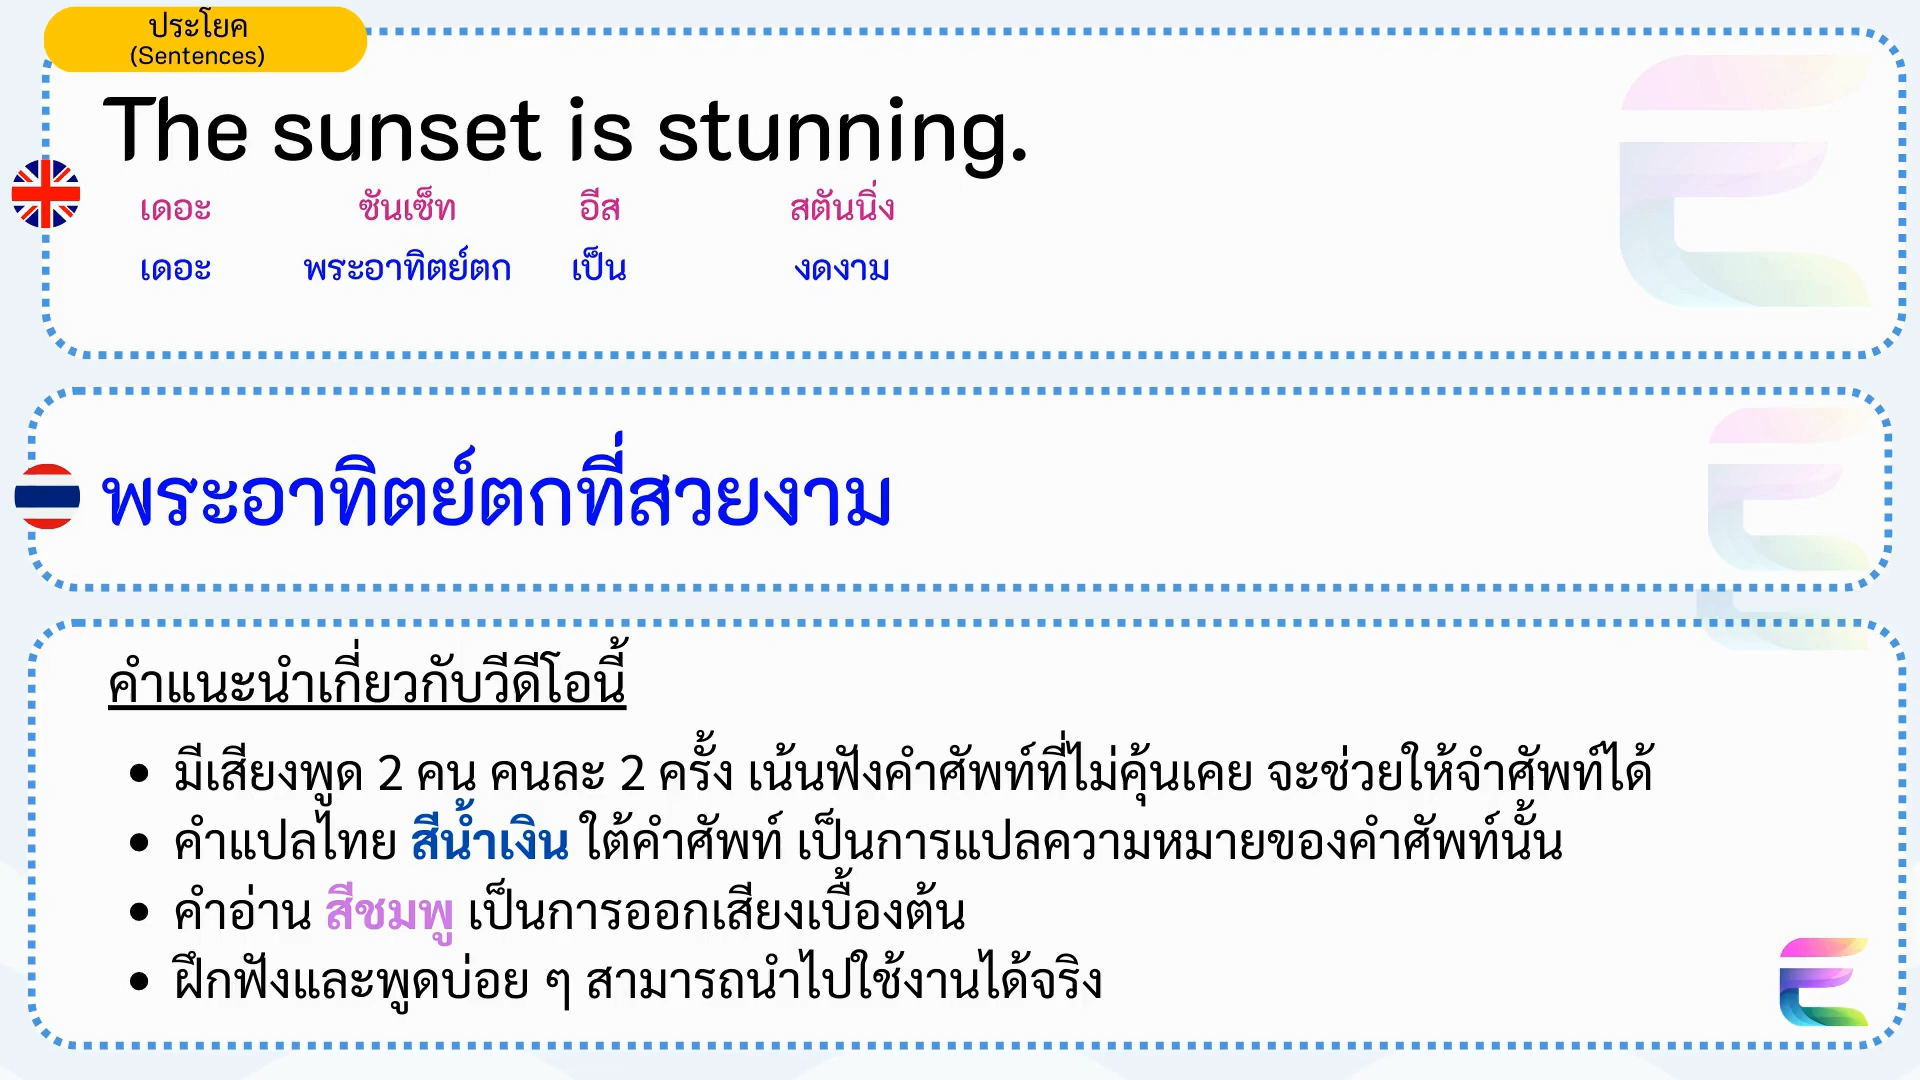 ประโยค
(Sentences)
The sunset is stunning.
เดอะ ซันเซ็ท อีส สตันนิ่ง
เดอะ พระอาทิตย์ตก เป็น งดงาม
พระอาทิตย์ตกที่สวยงาม
คำแนะนำเกี่ยวกับวีดีโอนี้
• มีเสียงพูด 2 คน คนละ 2 ครั้ง เน้นฟังคำศัพท์ที่ไม่คุ้นเคย จะช่วยให้จำศัพท์ได้
• คำแปลไทย สีน้ำเงิน ใต้คำศัพท์ เป็นการแปลความหมายของคำศัพท์นั้น
• คำอ่าน สีชมพู เป็นการออกเสียงเบื้องต้น
• ฝึกฟังและพูดบ่อย ๆ สามารถนำไปใช้งานได้จริง